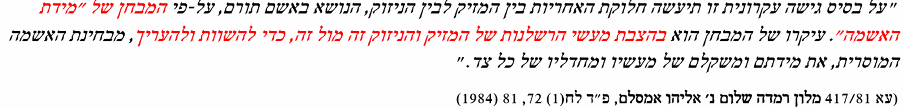 "על בסיס גישה עקרונית זו תיעשה חלוקת האחריות בין המזיק לבין הניזוק, הנושא באשם תורם, על-פי המבחן של "מידת
האשמה". עיקרו של המבחן הוא בהצבת מעשי הרשלנות של המזיק והניזוק זה מול זה, כדי להשוות ולהעריך, מבחינת האשמה
המוסרית, את מידתם ומשקלם של מעשיו ומחדליו של כל צד."
(עא 417/81 מלון רמדה שלום נ' אליהו אמסלם, פ"ד לח(1) 72, 81 (1984)